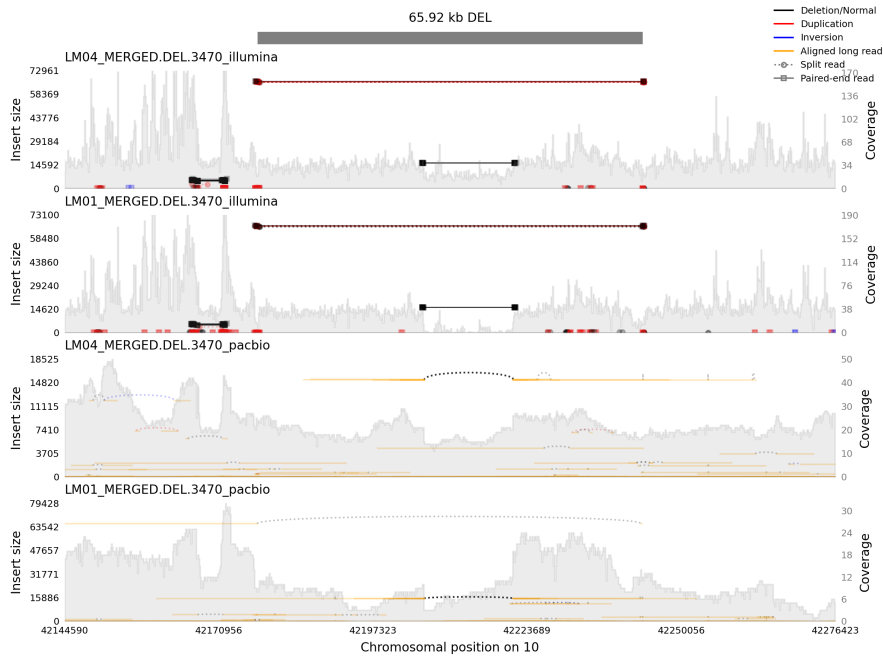 65.92 kb DEL
Deletion/Normal
Duplication
Inversion
Aligned long read
Split read
Paired-end read
LM04_MERGED.DEL.3470_illumina
72961
58369
43776
29184
14592
0
Insert size
170
136
102
68
34
0
Coverage
LM01_MERGED.DEL.3470_illumina
73100
58480
43860
29240
14620
0
Insert size
190
152
114
76
38
0
Coverage
LM04_MERGED.DEL.3470_pacbio
18525
14820
11115
7410
3705
0
Insert size
50
40
30
20
10
0
Coverage
LM01_MERGED.DEL.3470_pacbio
79428
63542
47657
31771
15886
0
Insert size
30
24
18
12
6
0
Coverage
42144590
42170956
42197323
42223689
42250056
42276423
Chromosomal position on 10